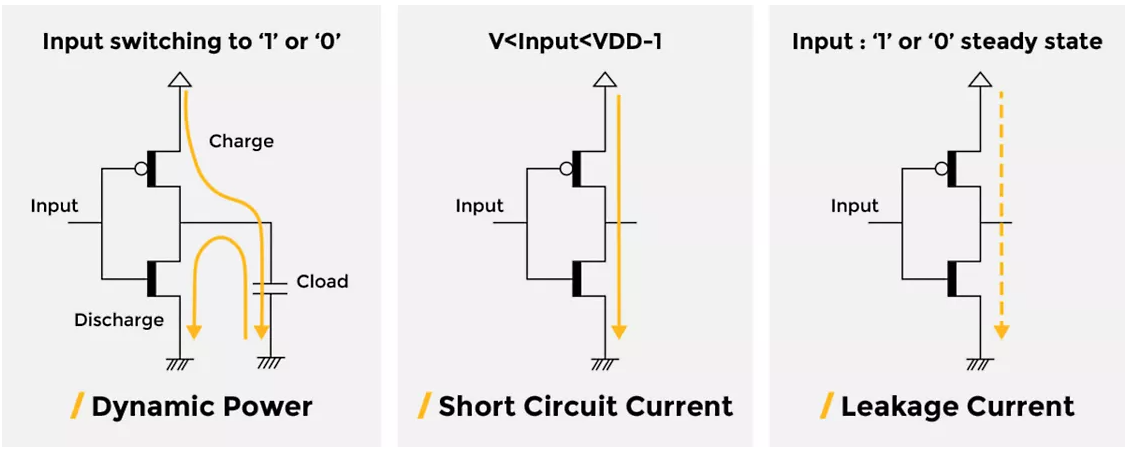 Input switching to ‘1’ or ‘0’
Charge
Input
Cload
Discharge
/ Dynamic Power
V<Input<VDD-1
Input
/ Short Circuit Current
Input : ‘1’ or ‘0’ steady state
Input
/ Leakage Current